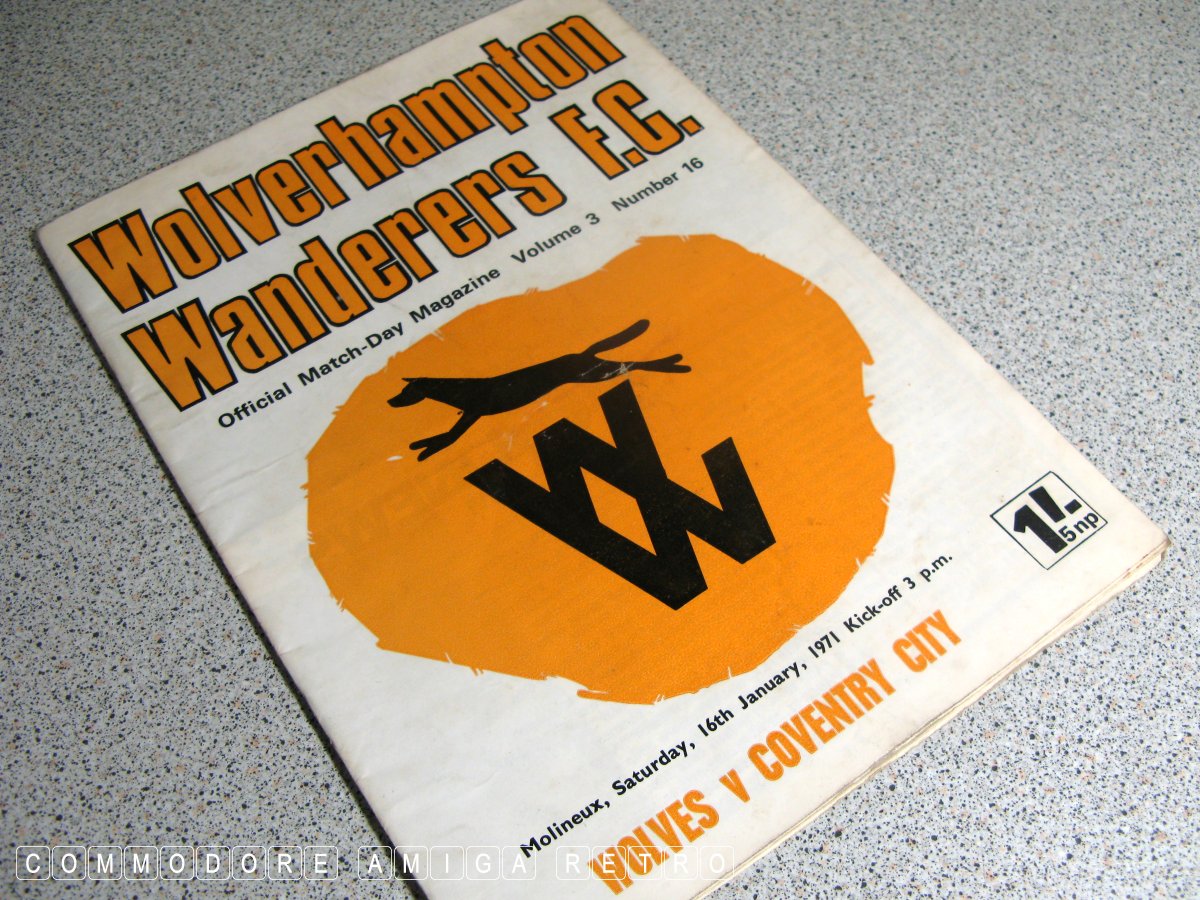 Wolverhampton
Wanderers F.C.
Official Match-Day Magazine Volume 3 Number 16
W
W
1/-
5np
Molineux, Saturday, 16th January, 1971 Kick-off 3 p.m.
WOLVES v COVENTRY CITY
COMMODORE AMIGA RETRO